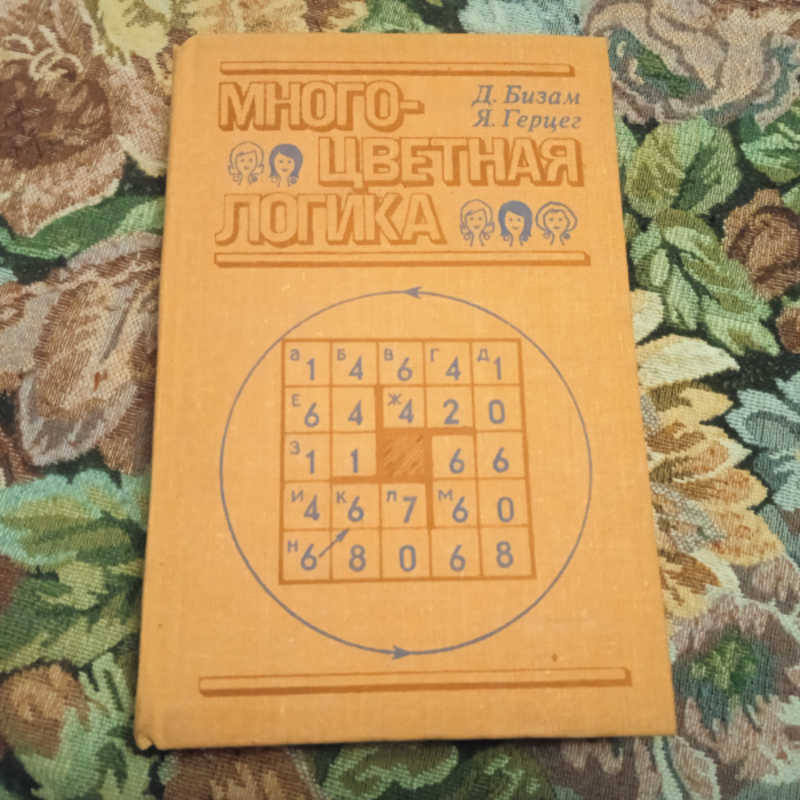 МНОГО-
Д. Бизам
Я. Герцег
ЦВЕТНАЯ
ЛОГИКА
а1 Б4 В6 Г4 Д1
Е6 4 Ж4 2 0
З1 1 6 6
И4 К6 Л7 М6 0
Н6 8 0 6 8